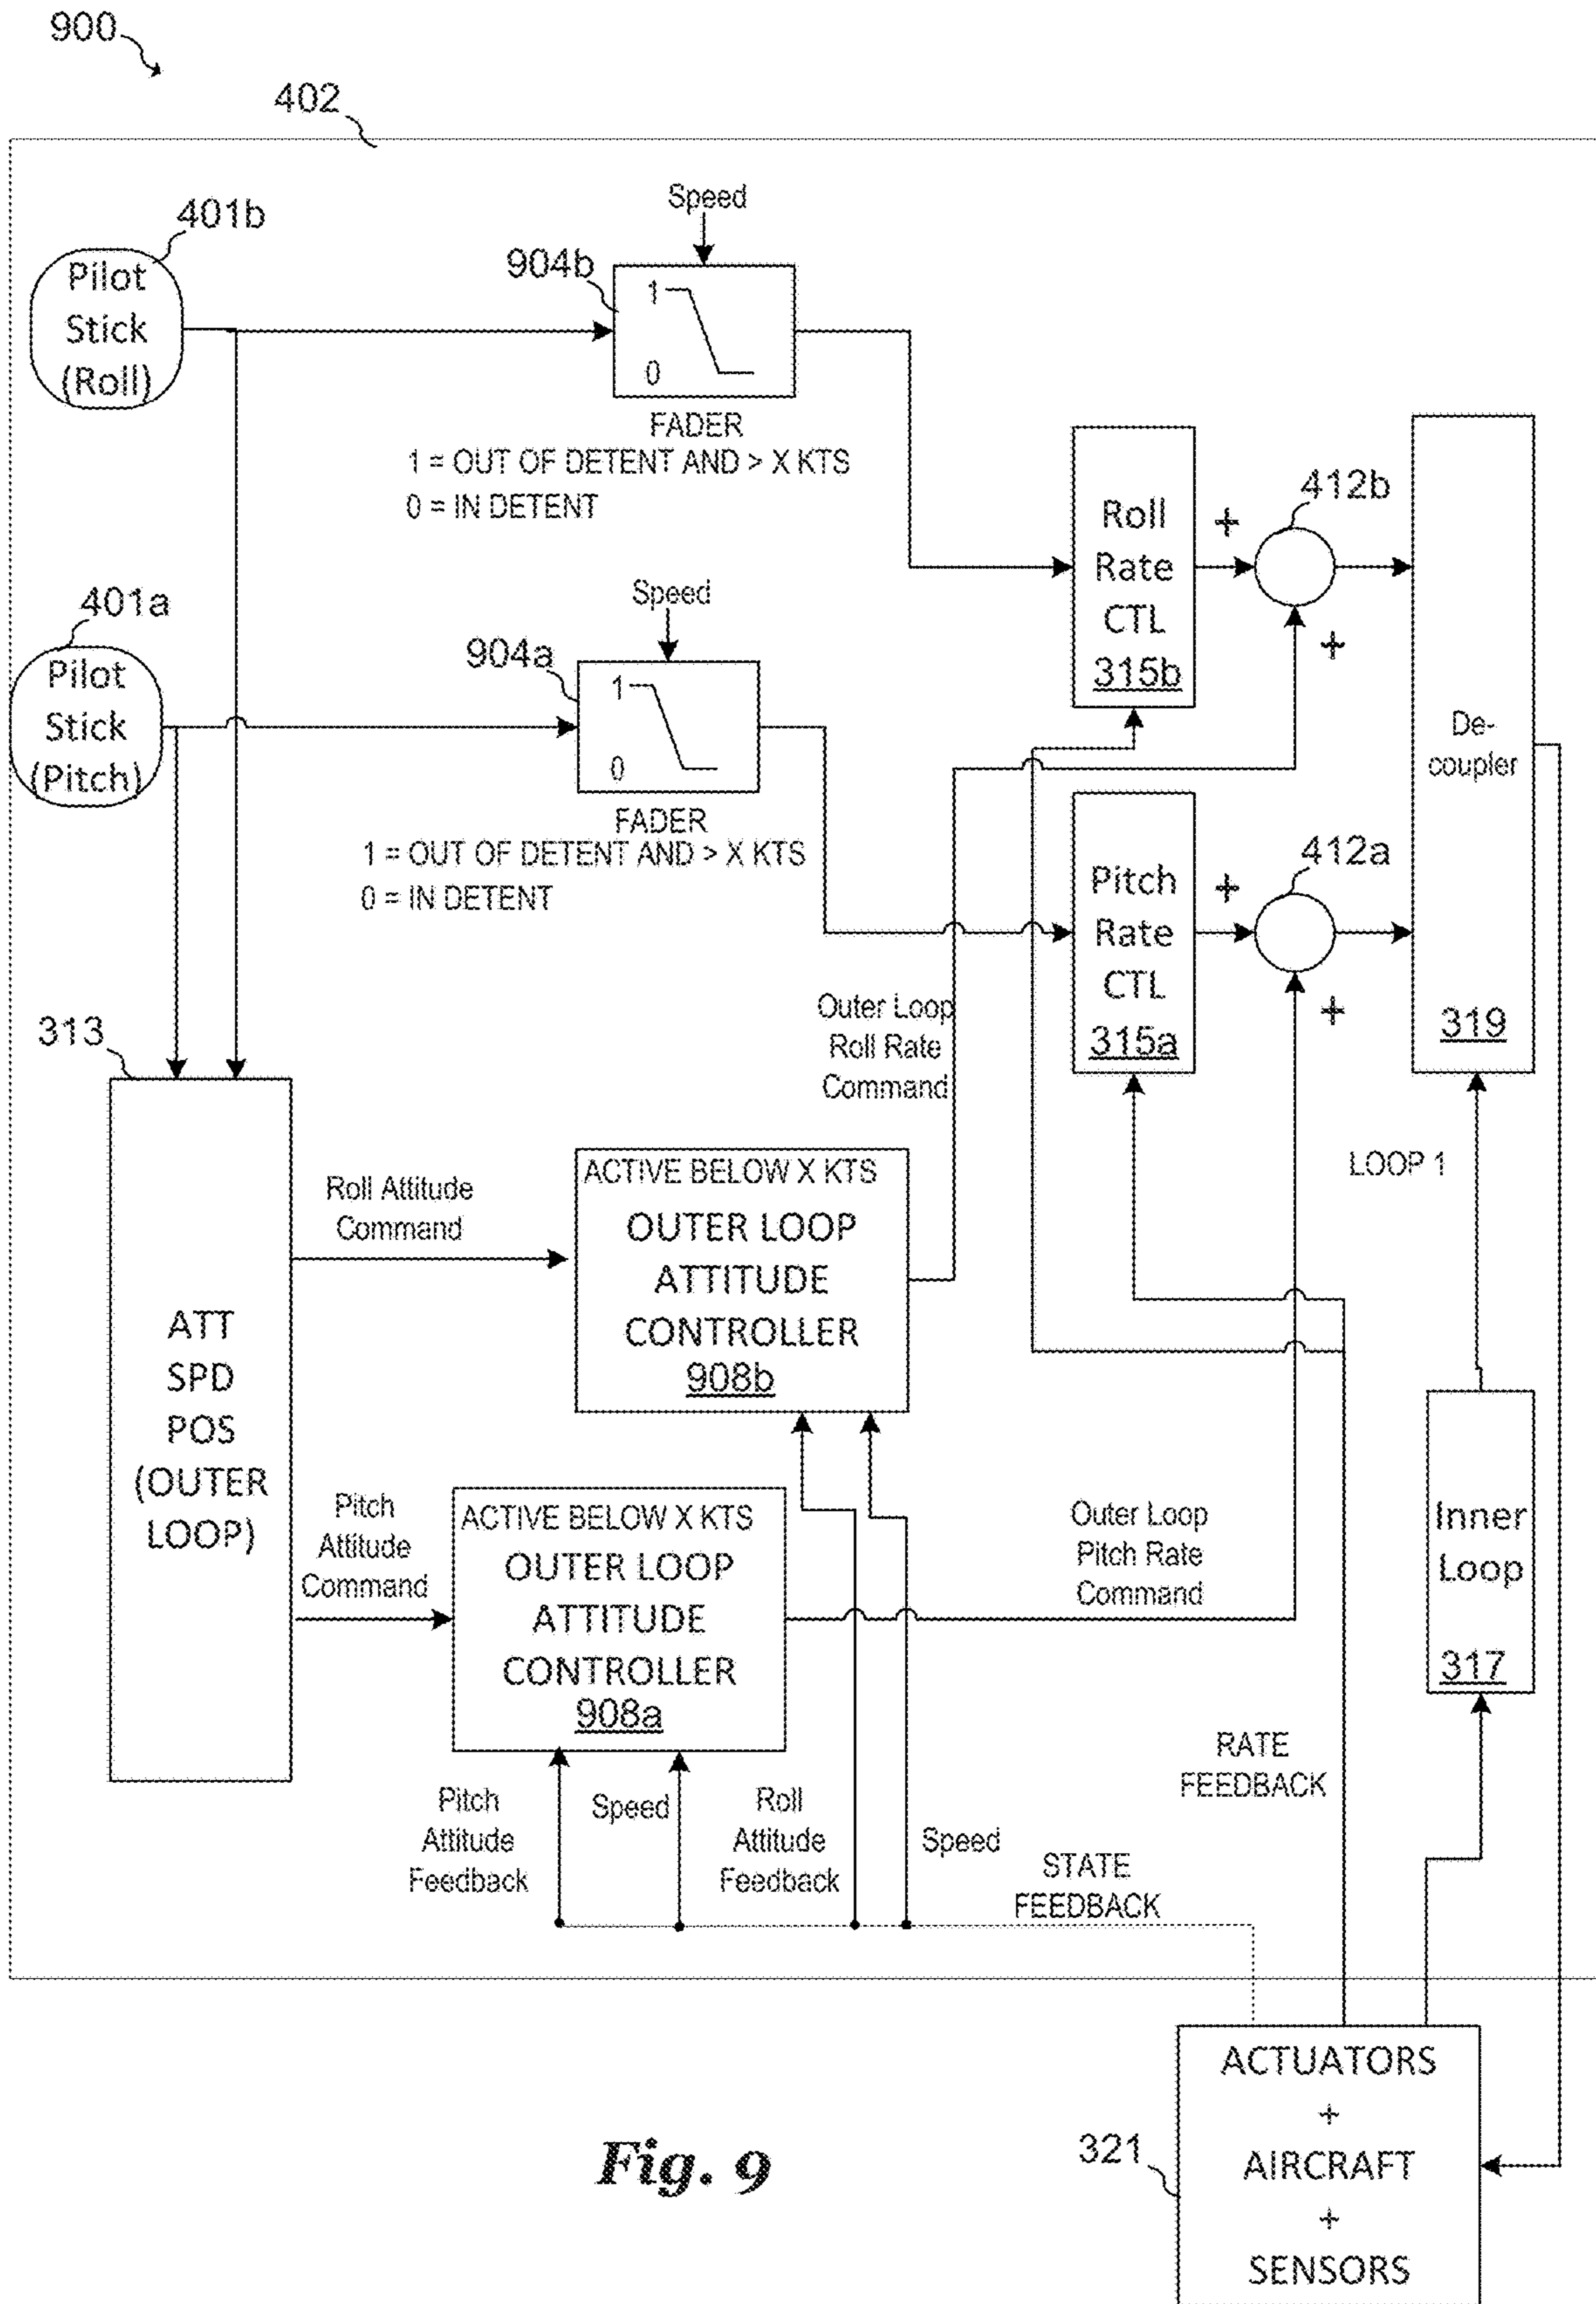 900
402
401b
Pilot
Stick
(Roll)
Speed
904b
1
0
FADER
1 = OUT OF DETENT AND > X KTS
0 = IN DETENT
401a
Pilot
Stick
(Pitch)
Speed
904a
1
0
FADER
1 = OUT OF DETENT AND > X KTS
0 = IN DETENT
Roll
Rate
CTL
315b
+
412b
+
Pitch
Rate
CTL
315a
+
412a
+
De-
coupler
319
313
ATT
SPD
POS
(OUTER
LOOP)
Outer Loop
Roll Rate
Command
LOOP 1
Roll Attitude
Command
ACTIVE BELOW X KTS
OUTER LOOP
ATTITUDE
CONTROLLER
908b
Pitch
Attitude
Command
ACTIVE BELOW X KTS
OUTER LOOP
ATTITUDE
CONTROLLER
908a
Outer Loop
Pitch Rate
Command
Inner
Loop
317
Pitch
Attitude
Feedback
Speed
Roll
Attitude
Feedback
Speed
STATE
FEEDBACK
RATE
FEEDBACK
321
ACTUATORS
+
AIRCRAFT
+
SENSORS
Fig. 9